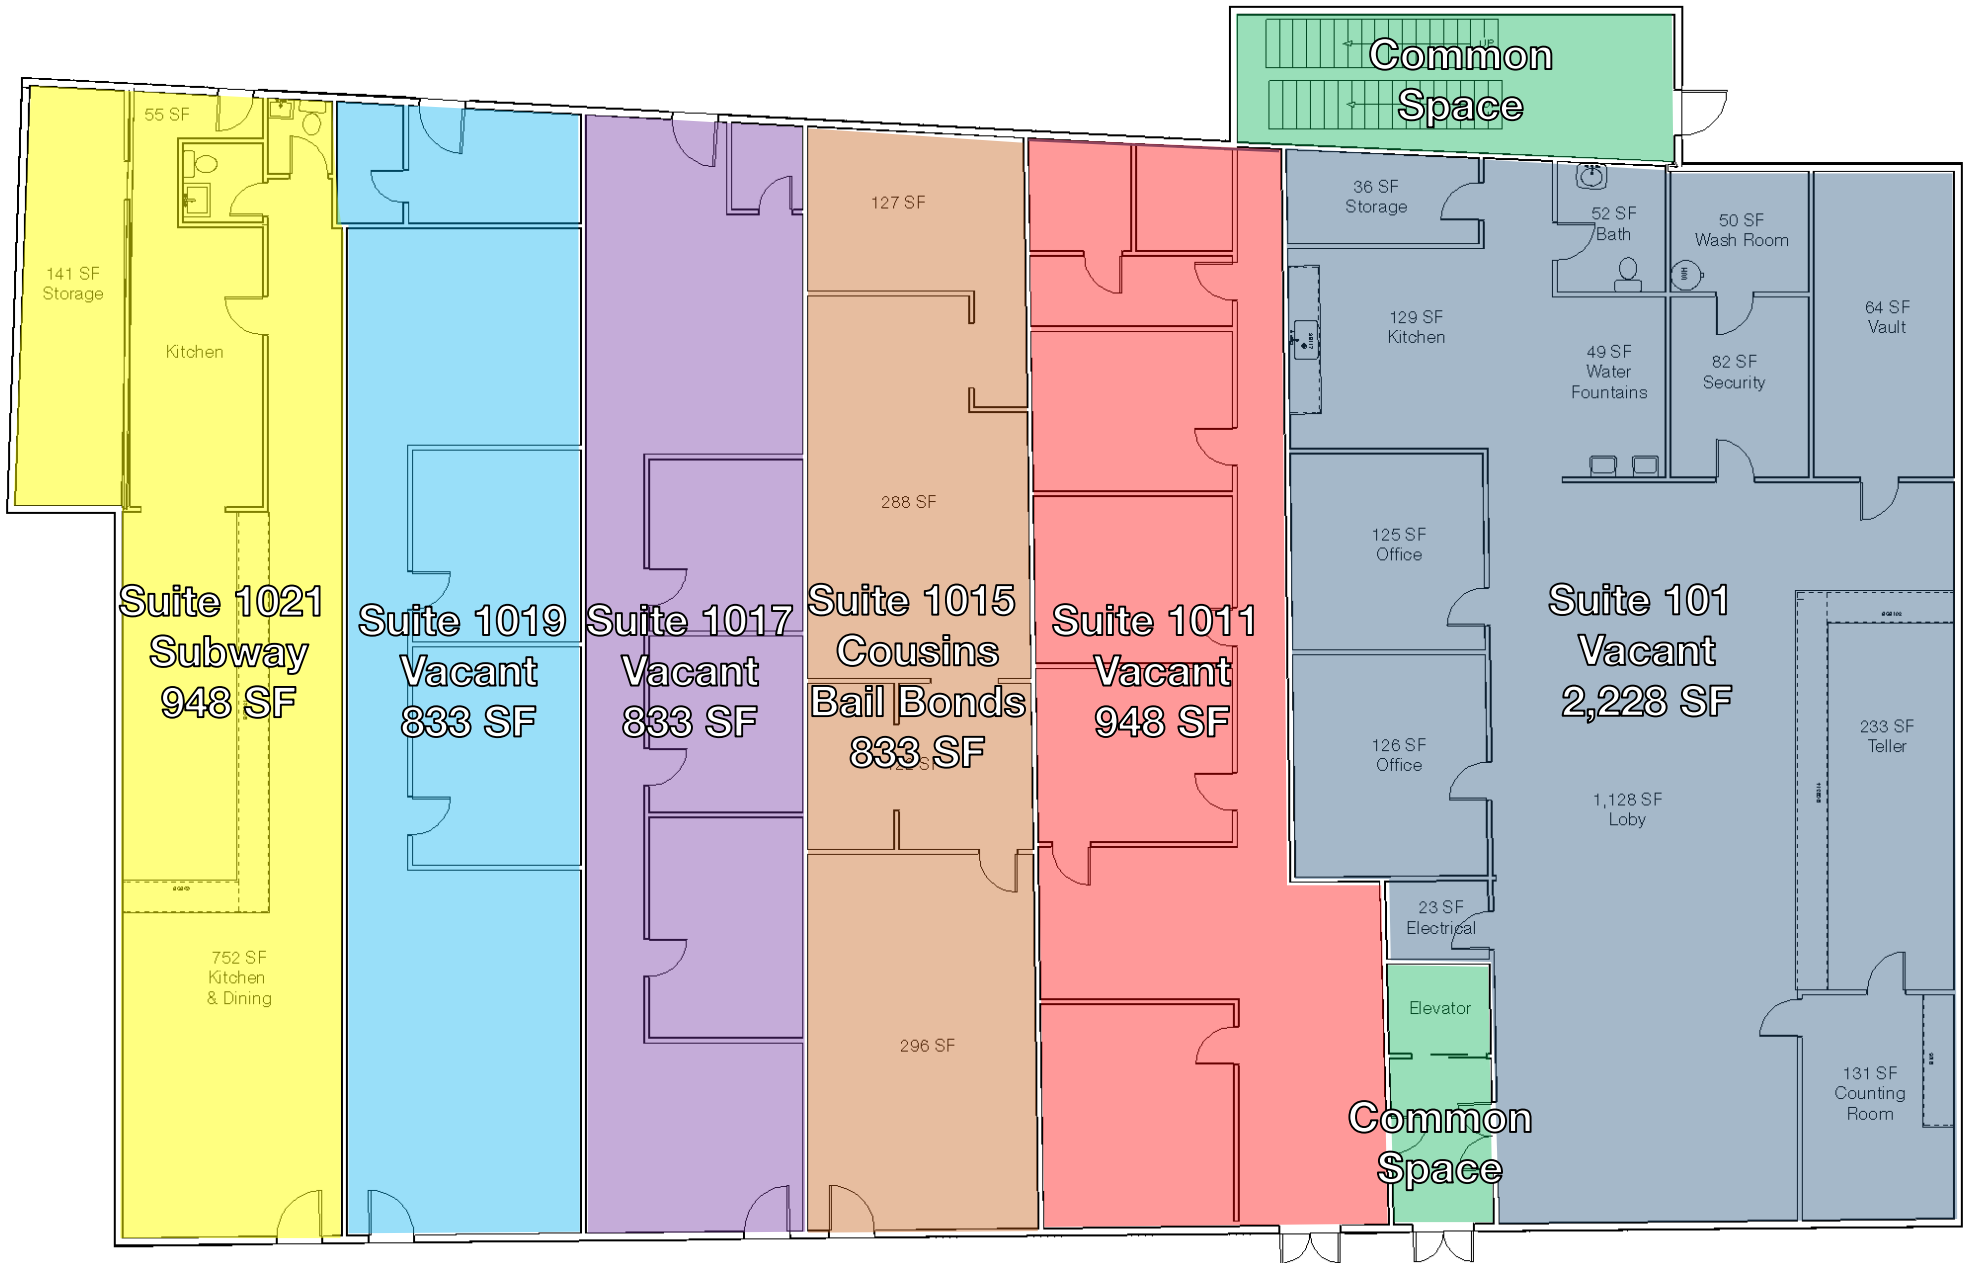 Common
Space
UP
55 SF
141 SF
Storage
Kitchen
Suite 1021
Subway
948 SF
752 SF
Kitchen
& Dining
Suite 1019
Vacant
833 SF
Suite 1017
Vacant
833 SF
127 SF
288 SF
Suite 1015
Cousins
Bail Bonds
833 SF
296 SF
Suite 1011
Vacant
948 SF
36 SF
Storage
52 SF
Bath
50 SF
Wash Room
64 SF
Vault
129 SF
Kitchen
49 SF
Water
Fountains
82 SF
Security
125 SF
Office
126 SF
Office
Suite 101
Vacant
2,228 SF
233 SF
Teller
1,128 SF
Loby
23 SF
Electrical
Elevator
131 SF
Counting
Room
Common
Space